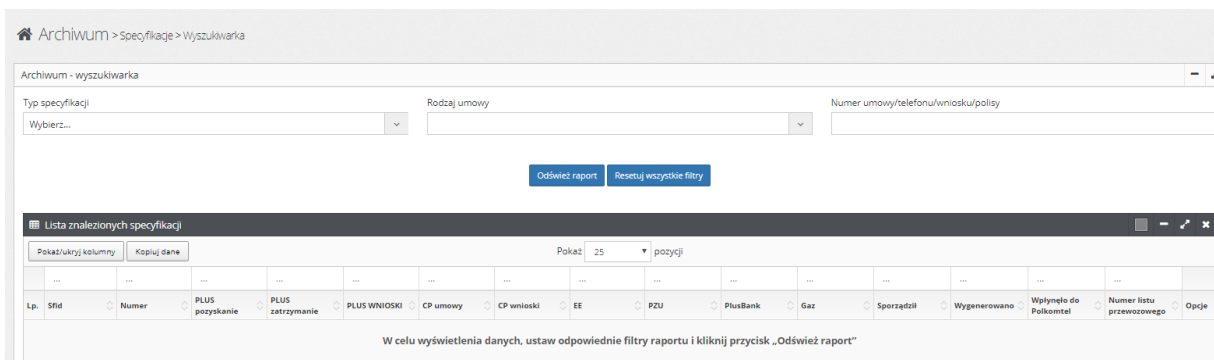 Archiwum > Specyfikacje > Wyszukiwarka
Archiwum - wyszukiwarka
Typ specyfikacji Rodzaj umowy Numer umowy/telefonu/wniosku/polisy
Wybierz...
Odśwież raport Resetuj wszystkie filtry
Lista znalezionych specyfikacji
Pokaż/ukryj kolumny Kopiuj dane Pokaż 25 pozycji
... ... ... ... ... ... ... ... ... ... ... ... ... ... ...
Lp. Sfid Numer PLUS pozyskanie PLUS zatrzymanie PLUS WNIOSKI CP umowy CP wnioski EE PZU PlusBank Gaz Sporządził Wygenerowano Wpłynęło do Polkomtel Numer listu przewozowego Opcje
W celu wyświetlenia danych, ustaw odpowiednie filtry raportu i kliknij przycisk „Odśwież raport”